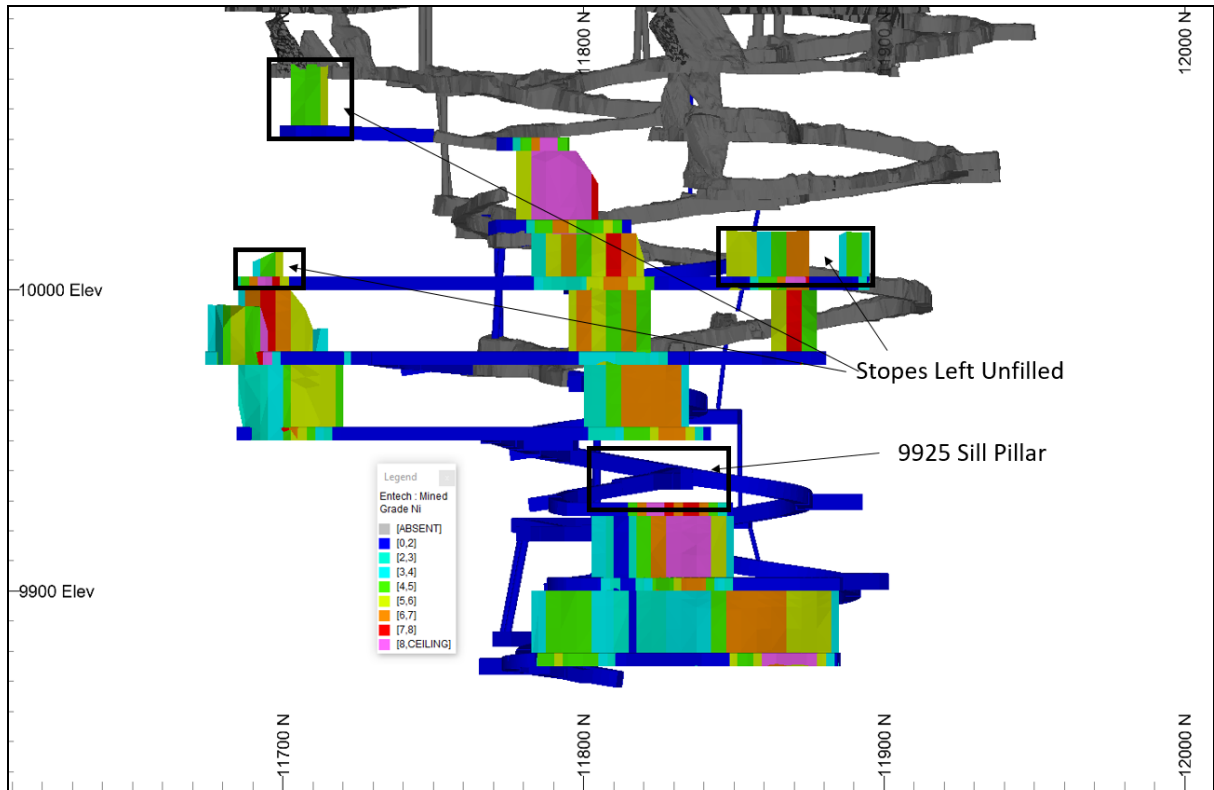 11700 N
11800 N
11900 N
12000 N
10000 Elev
Stopes Left Unfilled
9925 Sill Pillar
Legend
Entech : Mined
Grade Ni
[ABSENT]
[0,2]
[2,3]
[3,4]
[4,5]
[5,6]
[6,7]
[7,8]
[8,CEILING]
9900 Elev
11700 N
11800 N
11900 N
12000 N